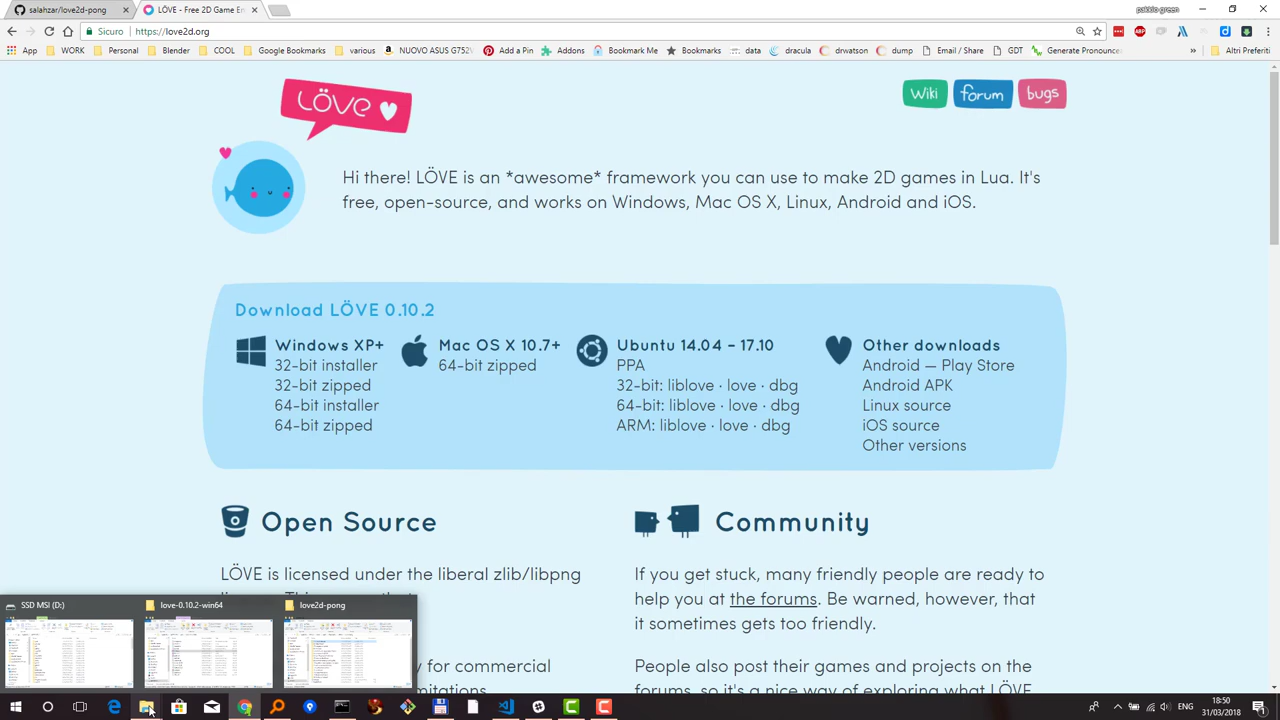 salahzar/love2d-pong
LÖVE - Free 2D Game En
pakkio green
Sicuro
https://love2d.org
WORK
Personal
Blender
COOL
Google Bookmarks
various
NUOVO ASUS G752V
Pinterest Add-ons
Addons
Bookmark Me
Bookmarks
data
dracula
drwatson
dump
Email / Share
GDT
Generate Pronounce
»
Altri Preferiti
LÖVE
Wiki
forum
bugs
Hi there! LÖVE is an *awesome* framework you can use to make 2D games in Lua. It's
free, open-source, and works on Windows, Mac OS X, Linux, Android and iOS.
Download LÖVE 0.10.2
Windows XP+
32-bit installer
32-bit zipped
64-bit installer
64-bit zipped
Mac OS X 10.7+
64-bit zipped
Ubuntu 14.04 – 17.10
PPA
32-bit: liblove · love · dbg
64-bit: liblove · love · dbg
ARM: liblove · love · dbg
Other downloads
Android — Play Store
Android APK
Linux source
iOS source
Other versions
Open Source
LÖVE is licensed under the liberal zlib/libpng
y for commercial
Community
If you get stuck, many friendly people are ready to
help you at the forums. Be warned, however, that
it sometimes gets too friendly.
People also post their games and projects on the
SSD MSI (D:)
love-0.10.2-win64
love2d-pong
ENG
18:50
31/03/2018